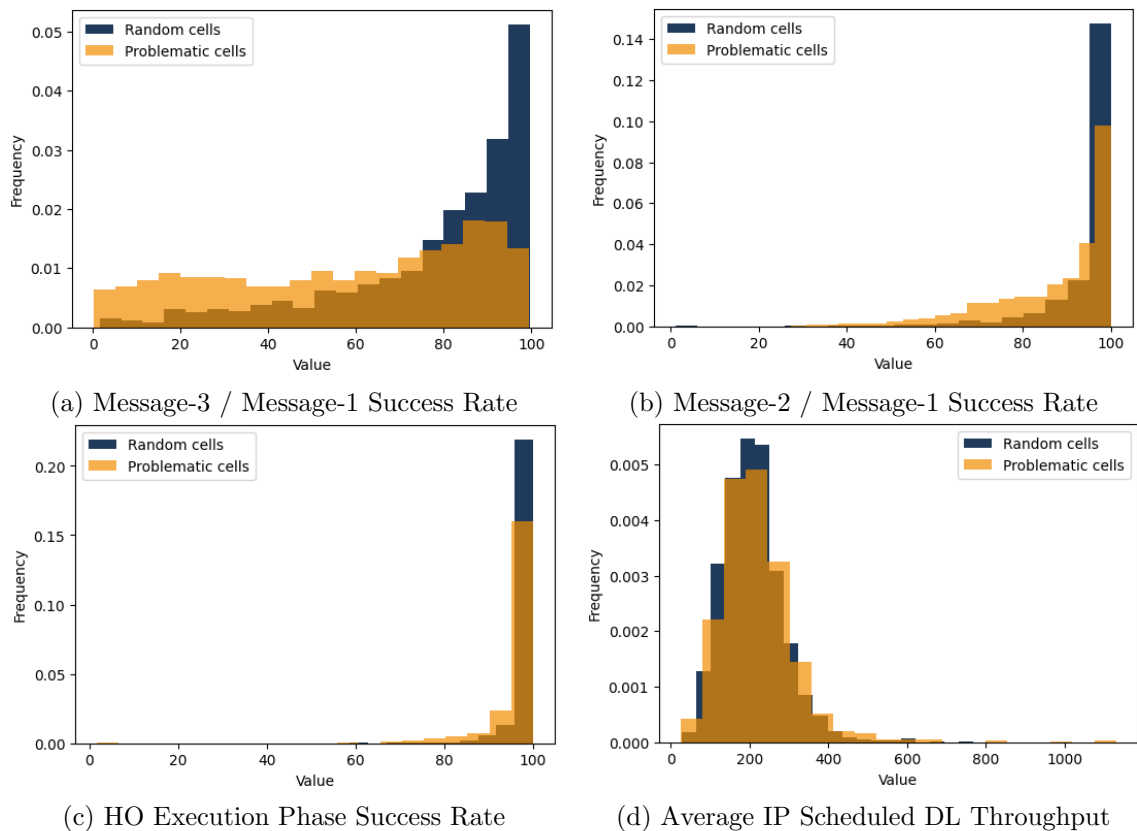 Random cells
Problematic cells
Frequency
0.05
0.04
0.03
0.02
0.01
0.00
0 20 40 60 80 100
Value
(a) Message-3 / Message-1 Success Rate
Random cells
Problematic cells
Frequency
0.14
0.12
0.10
0.08
0.06
0.04
0.02
0.00
0 20 40 60 80 100
Value
(b) Message-2 / Message-1 Success Rate
Random cells
Problematic cells
Frequency
0.20
0.15
0.10
0.05
0.00
0 20 40 60 80 100
Value
(c) HO Execution Phase Success Rate
Random cells
Problematic cells
Frequency
0.005
0.004
0.003
0.002
0.001
0.000
0 200 400 600 800 1000
Value
(d) Average IP Scheduled DL Throughput